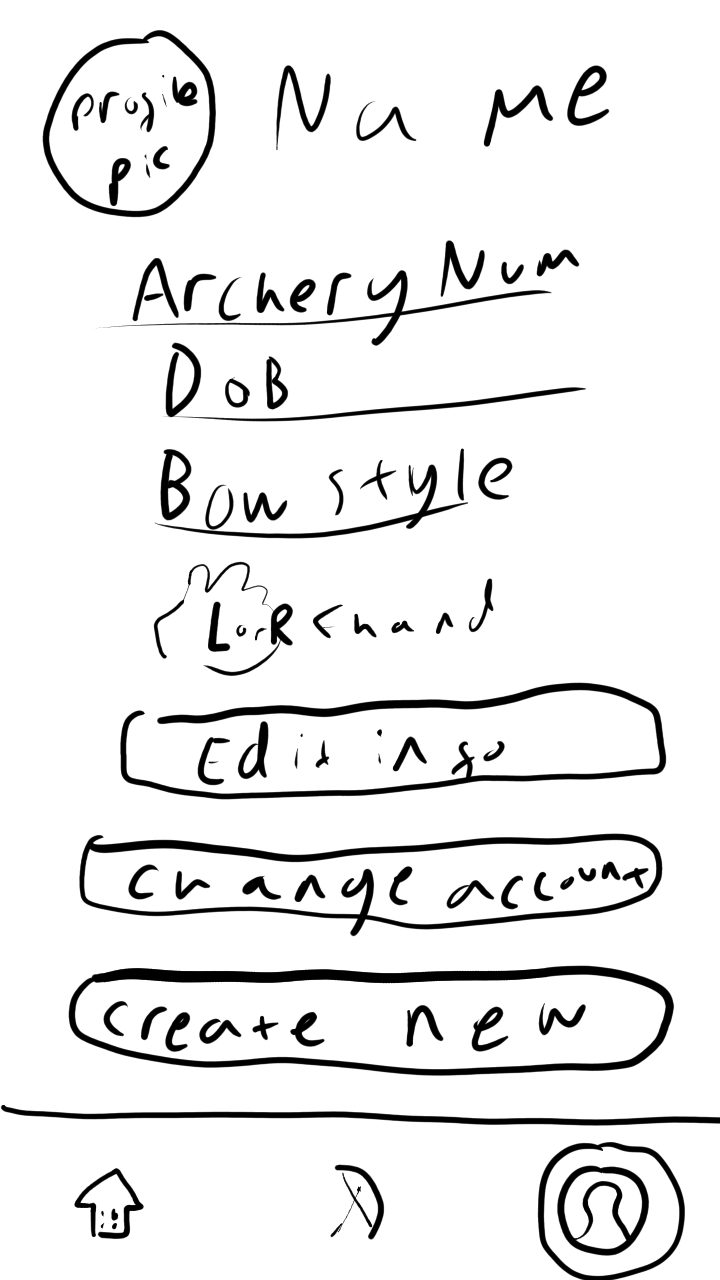 profile
pic
Name
Archery Num
DoB
Bow style
L or R hand
Edit info
change account
create new